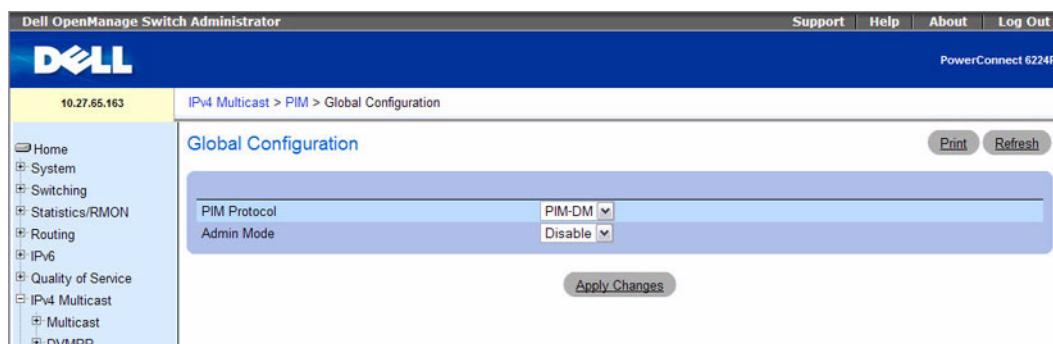 Dell OpenManage Switch Administrator
Support Help About Log Out
DELL
PowerConnect 6224P
10.27.65.163
IPv4 Multicast > PIM > Global Configuration
Home
System
Switching
Statistics/RMON
Routing
IPv6
Quality of Service
IPv4 Multicast
Multicast
DVMRP
Global Configuration
Print Refresh
PIM Protocol PIM-DM
Admin Mode Disable
Apply Changes